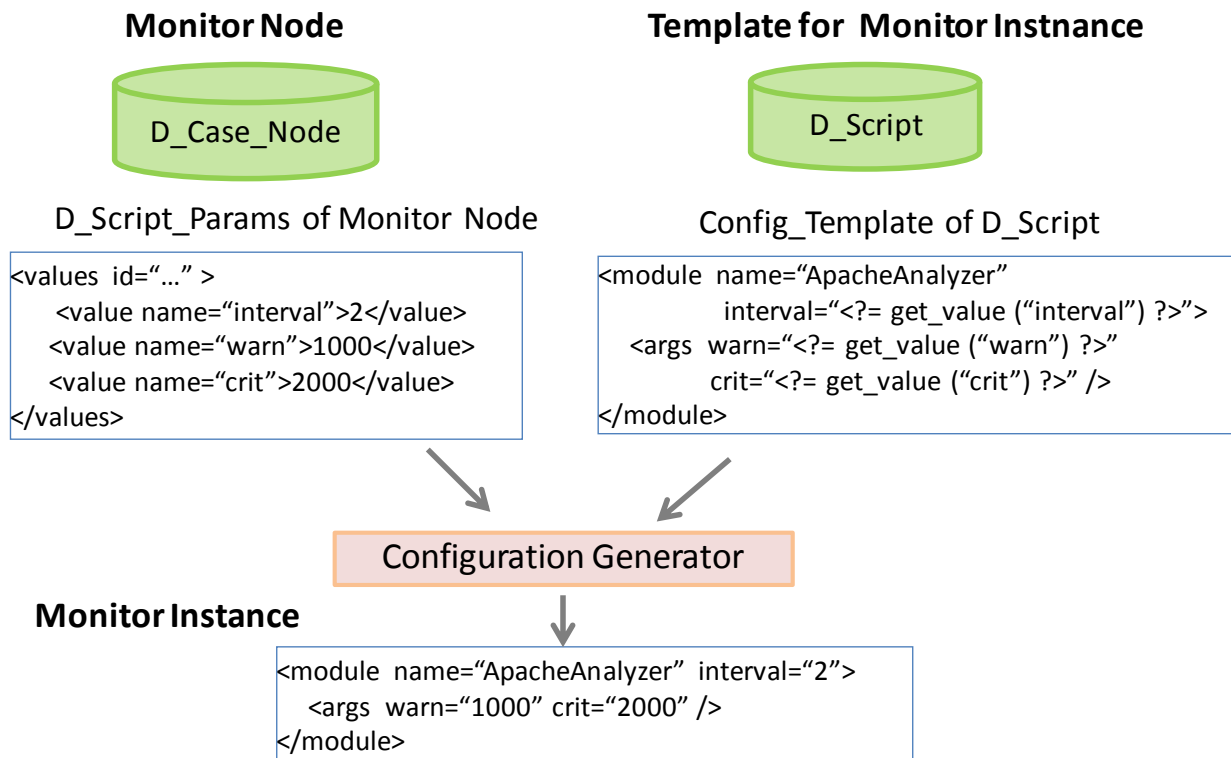 Monitor Node
D_Case_Node
D_Script_Params of Monitor Node
<values id=“...” >
<value name=“interval”>2</value>
<value name=“warn”>1000</value>
<value name=“crit”>2000</value>
</values>
Template for Monitor Instnance
D_Script
Config_Template of D_Script
<module name=“ApacheAnalyzer”
interval=“<?= get_value (“interval”) ?>”>
<args warn=“<?= get_value (“warn”) ?>”
crit=“<?= get_value (“crit”) ?>” />
</module>
Configuration Generator
Monitor Instance
<module name=“ApacheAnalyzer” interval=“2”>
<args warn=“1000” crit=“2000” />
</module>